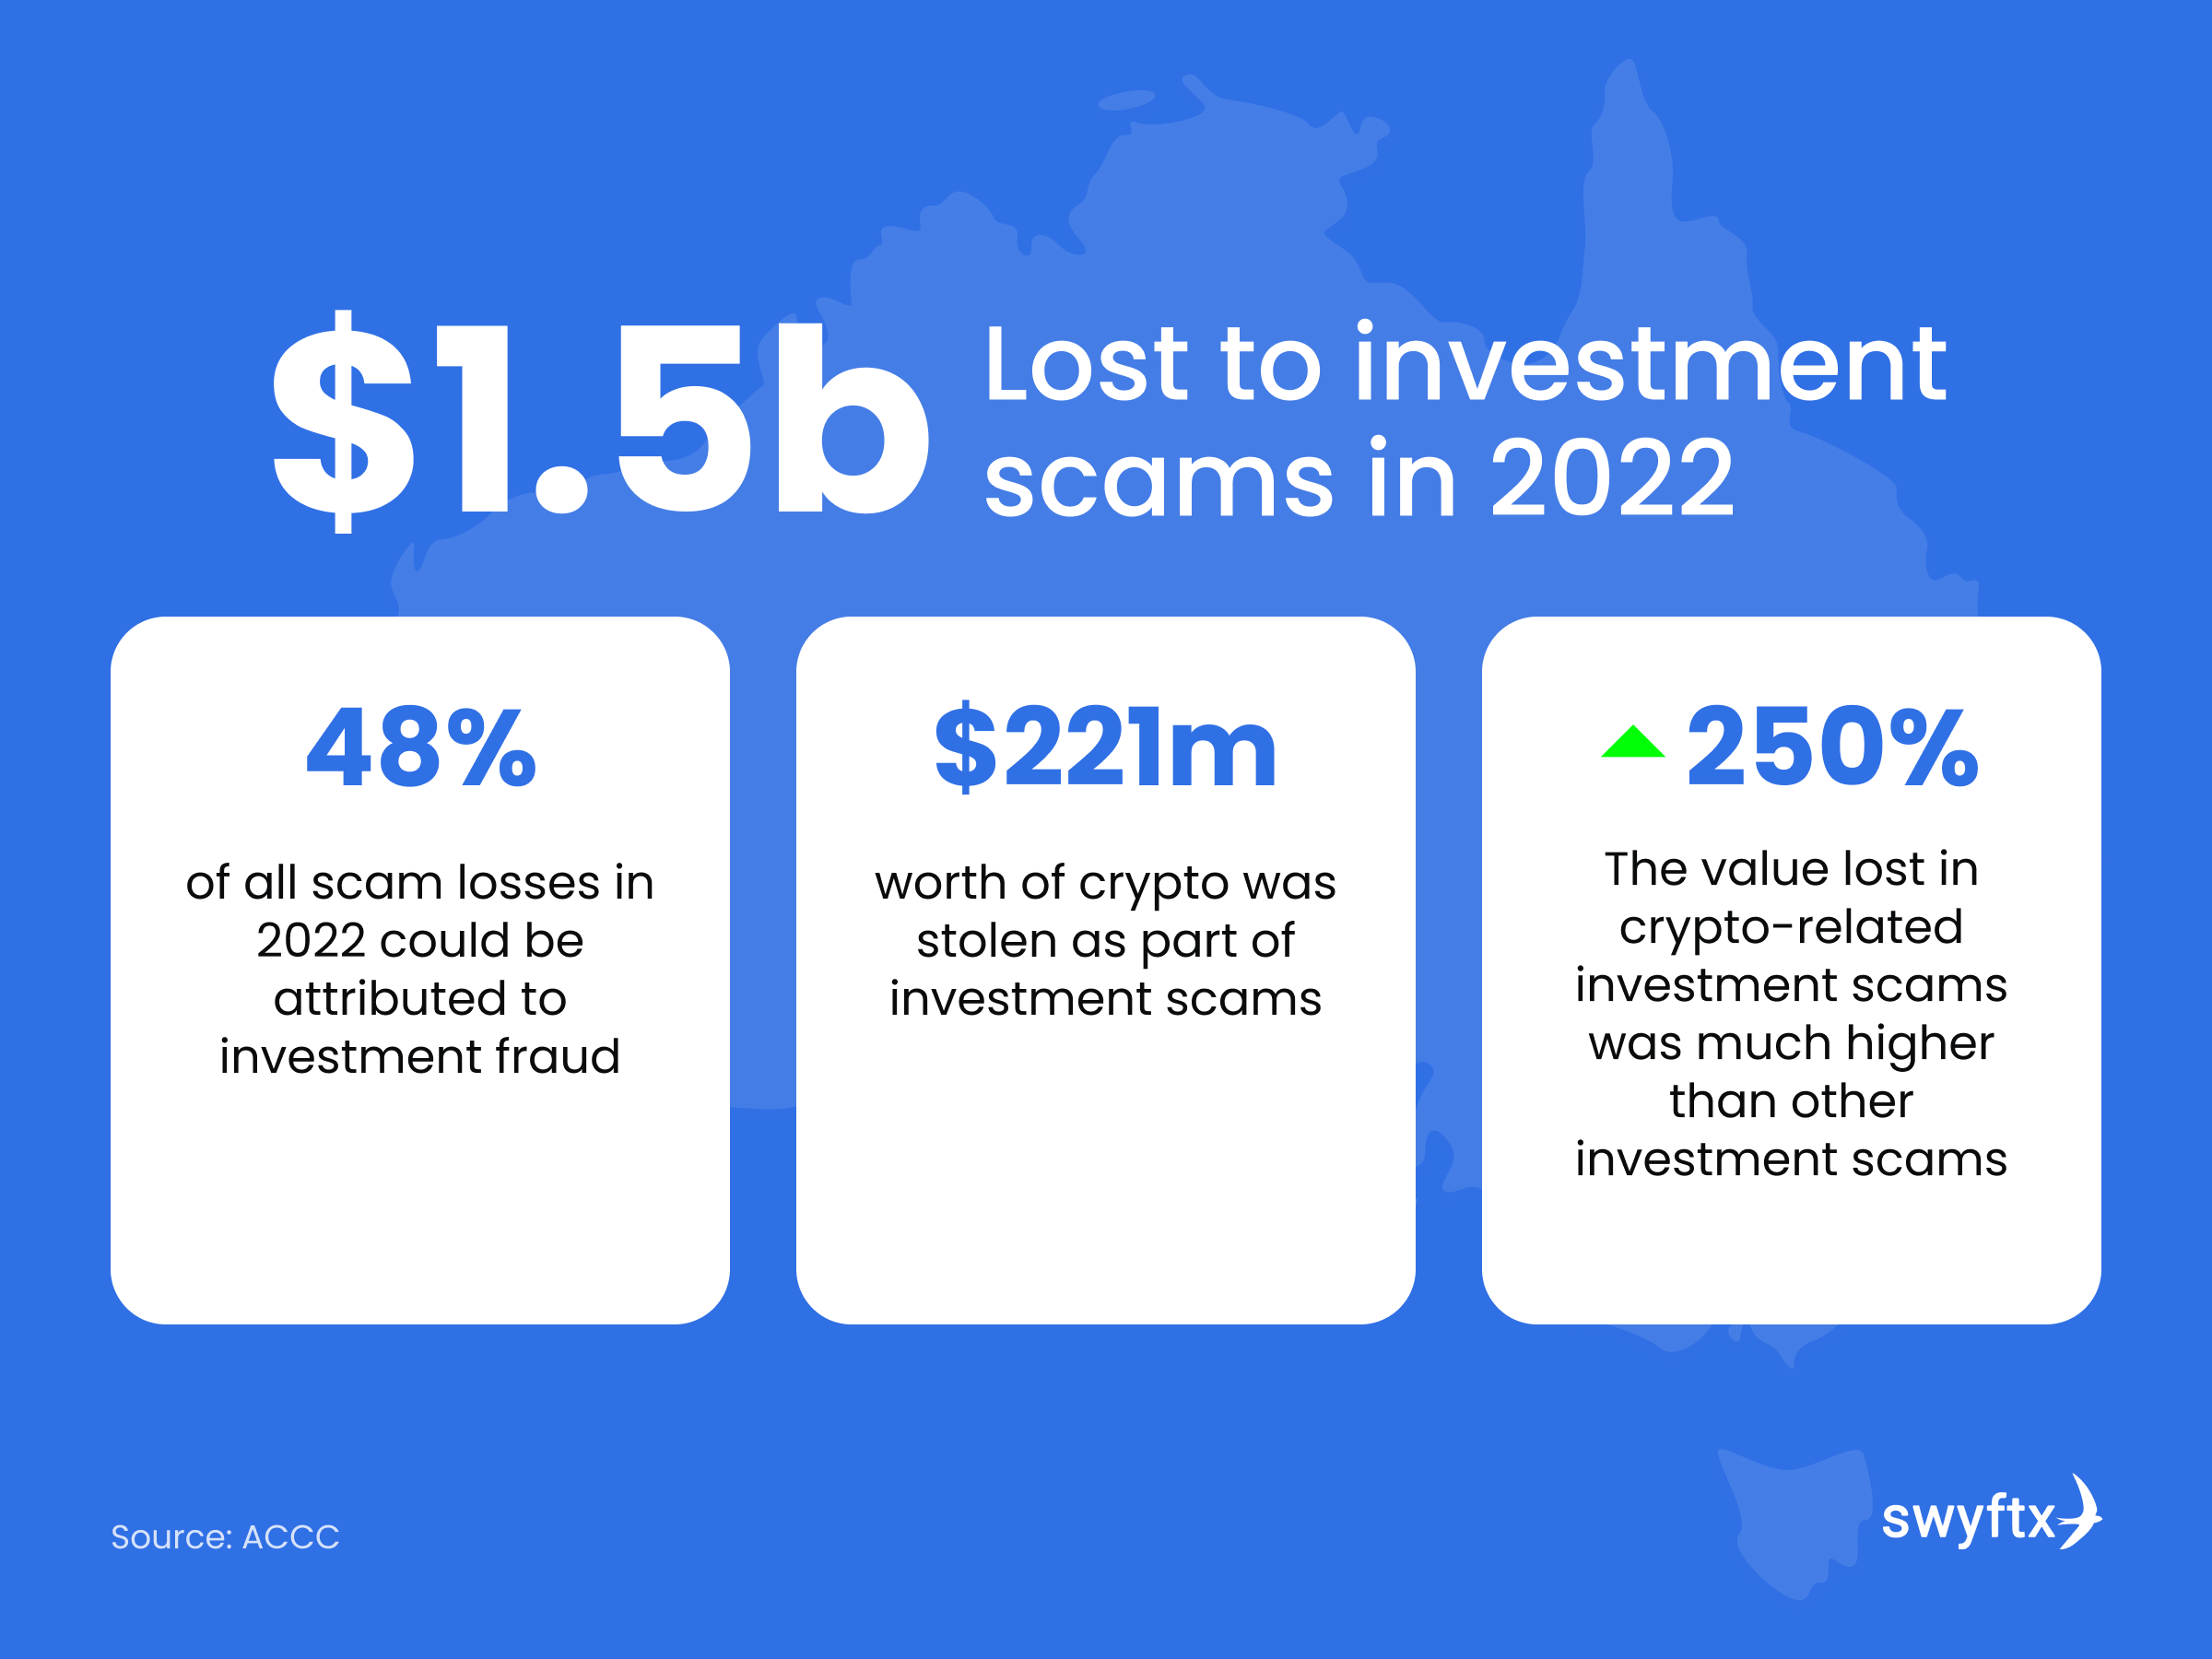 $1.5b
Lost to investment
scams in 2022
48%
of all scam losses in
2022 could be
attributed to
investment fraud
$221m
worth of crypto was
stolen as part of
investment scams
250%
The value lost in
crypto-related
investment scams
was much higher
than other
investment scams
Source: ACCC
swyftx